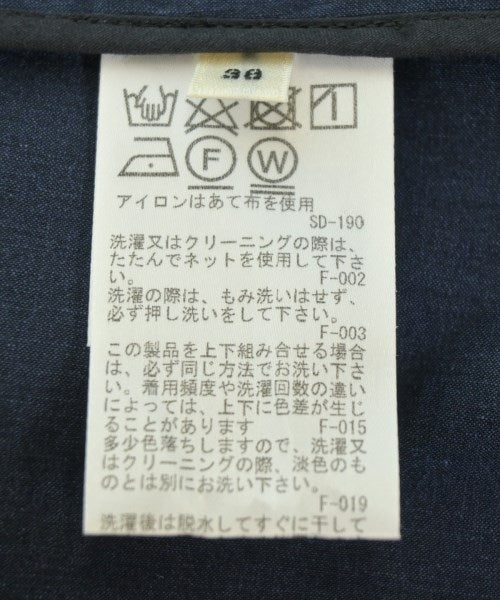 38
F
W
アイロンはあて布を使用
SD-190
洗濯又はクリーニングの際は、
たたんでネットを使用して下さ
い。 F-002
洗濯の際は、もみ洗いはせず、
必ず押し洗いをして下さい。
F-003
この製品を上下組み合せる場合
は、必ず同じ方法でお洗い下さ
い。着用頻度や洗濯回数の違い
によっては、上下に色差が生じ
ることがあります F-015
多少色落ちしますので、洗濯又
はクリーニングの際、淡色のも
のとは別にお洗い下さい。
F-019
洗濯後は脱水してすぐに干して